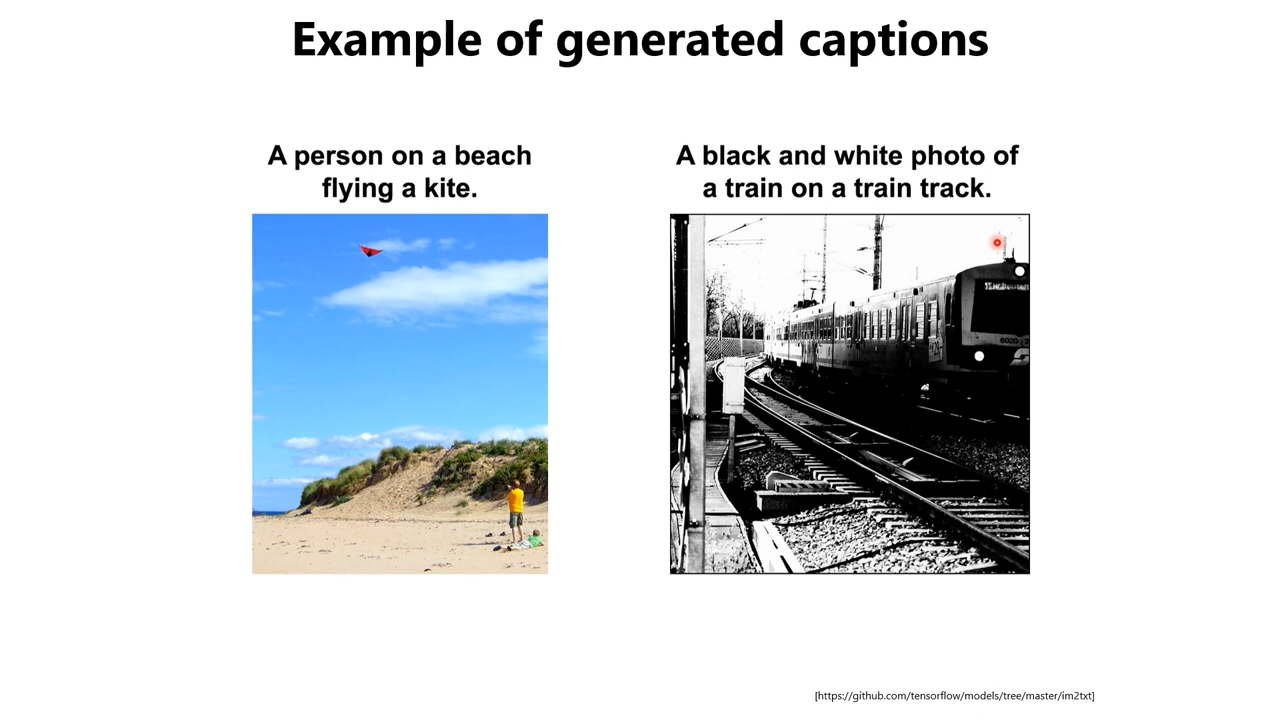 Example of generated captions
A person on a beach
flying a kite.
A black and white photo of
a train on a train track.
6020
[https://github.com/tensorflow/models/tree/master/im2txt]